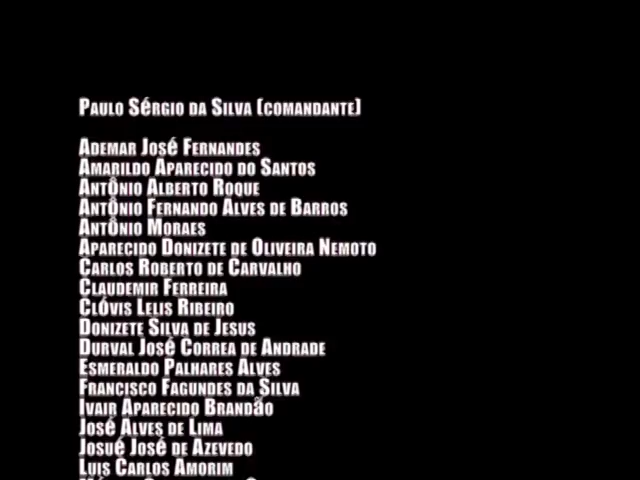 Paulo Sérgio da Silva (comandante)
Ademar José Fernandes
Amarildo Aparecido do Santos
Antônio Alberto Roque
Antônio Fernando Alves de Barros
Antônio Moraes
Aparecido Donizete de Oliveira Nemoto
Carlos Roberto de Carvalho
Claudemir Ferreira
Clóvis Lelis Ribeiro
Donizete Silva de Jesus
Durval José Correa de Andrade
Esmeraldo Palhares Alves
Francisco Fagundes da Silva
Ivair Aparecido Brandão
José Alves de Lima
Josué José de Azevedo
Luis Carlos Amorim